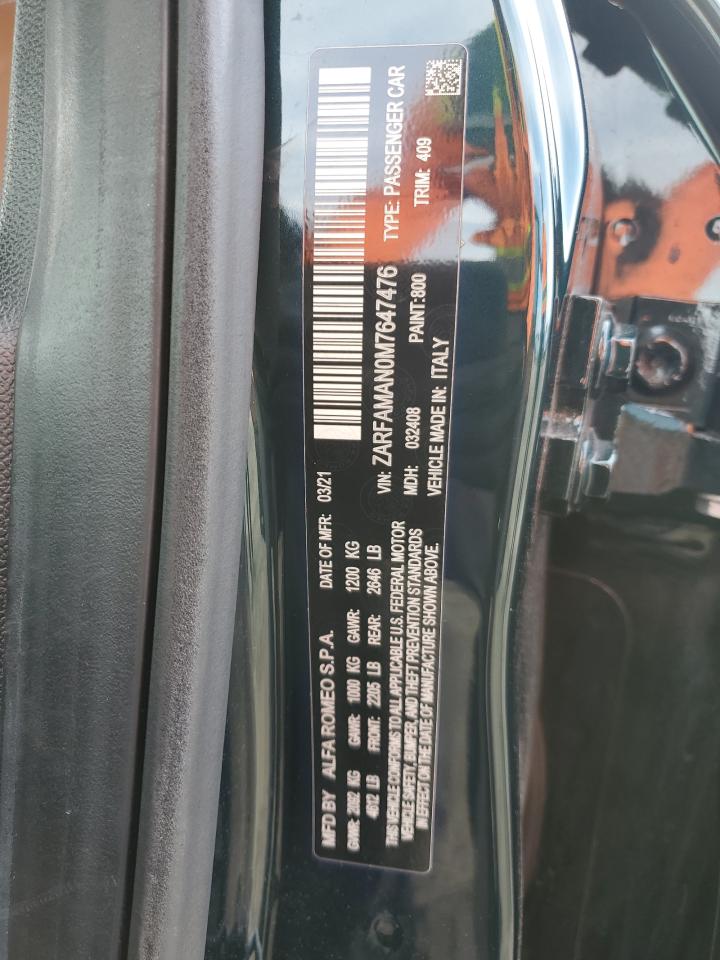 MFD BY ALFA ROMEO S.P.A. DATE OF MFR: 03/21
GVWR: 2092 KG GAWR: 1000 KG GAWR: 1200 KG
4612 LB FRONT: 2205 LB REAR: 2646 LB
THIS VEHICLE CONFORMS TO ALL APPLICABLE U.S. FEDERAL MOTOR
VEHICLE SAFETY, BUMPER, AND THEFT PREVENTION STANDARDS
IN EFFECT ON THE DATE OF MANUFACTURE SHOWN ABOVE.
VIN: ZARFAMAN0M7647476 TYPE: PASSENGER CAR
MDH: 032408 PAINT:800 TRIM: 409
VEHICLE MADE IN: ITALY